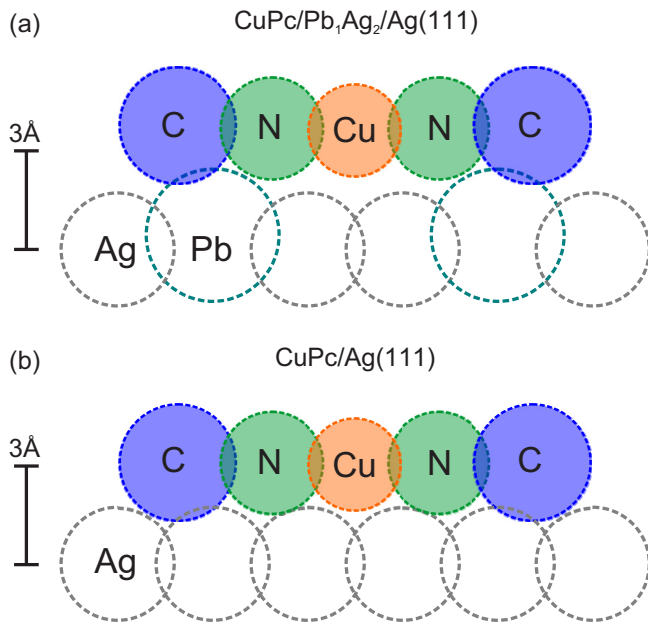 (a) CuPc/Pb₁Ag₂/Ag(111)
C N Cu N C
3Å
Ag Pb
(b) CuPc/Ag(111)
3Å
C N Cu N C
Ag